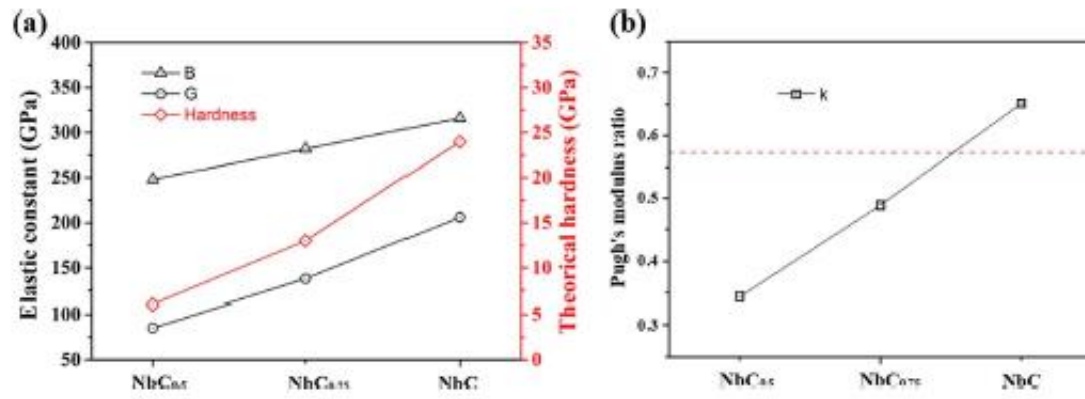 (a)
400
350
300
250
200
150
100
50
Elastic constant (GPa)
B
G
Hardness
35
30
25
20
15
10
5
0
Theorical hardness (GPa)
NbC0.5
NbC0.75
NbC
(b)
0.7
0.6
0.5
0.4
0.3
Pugh's modulus ratio
k
NbC0.5
NbC0.75
NbC